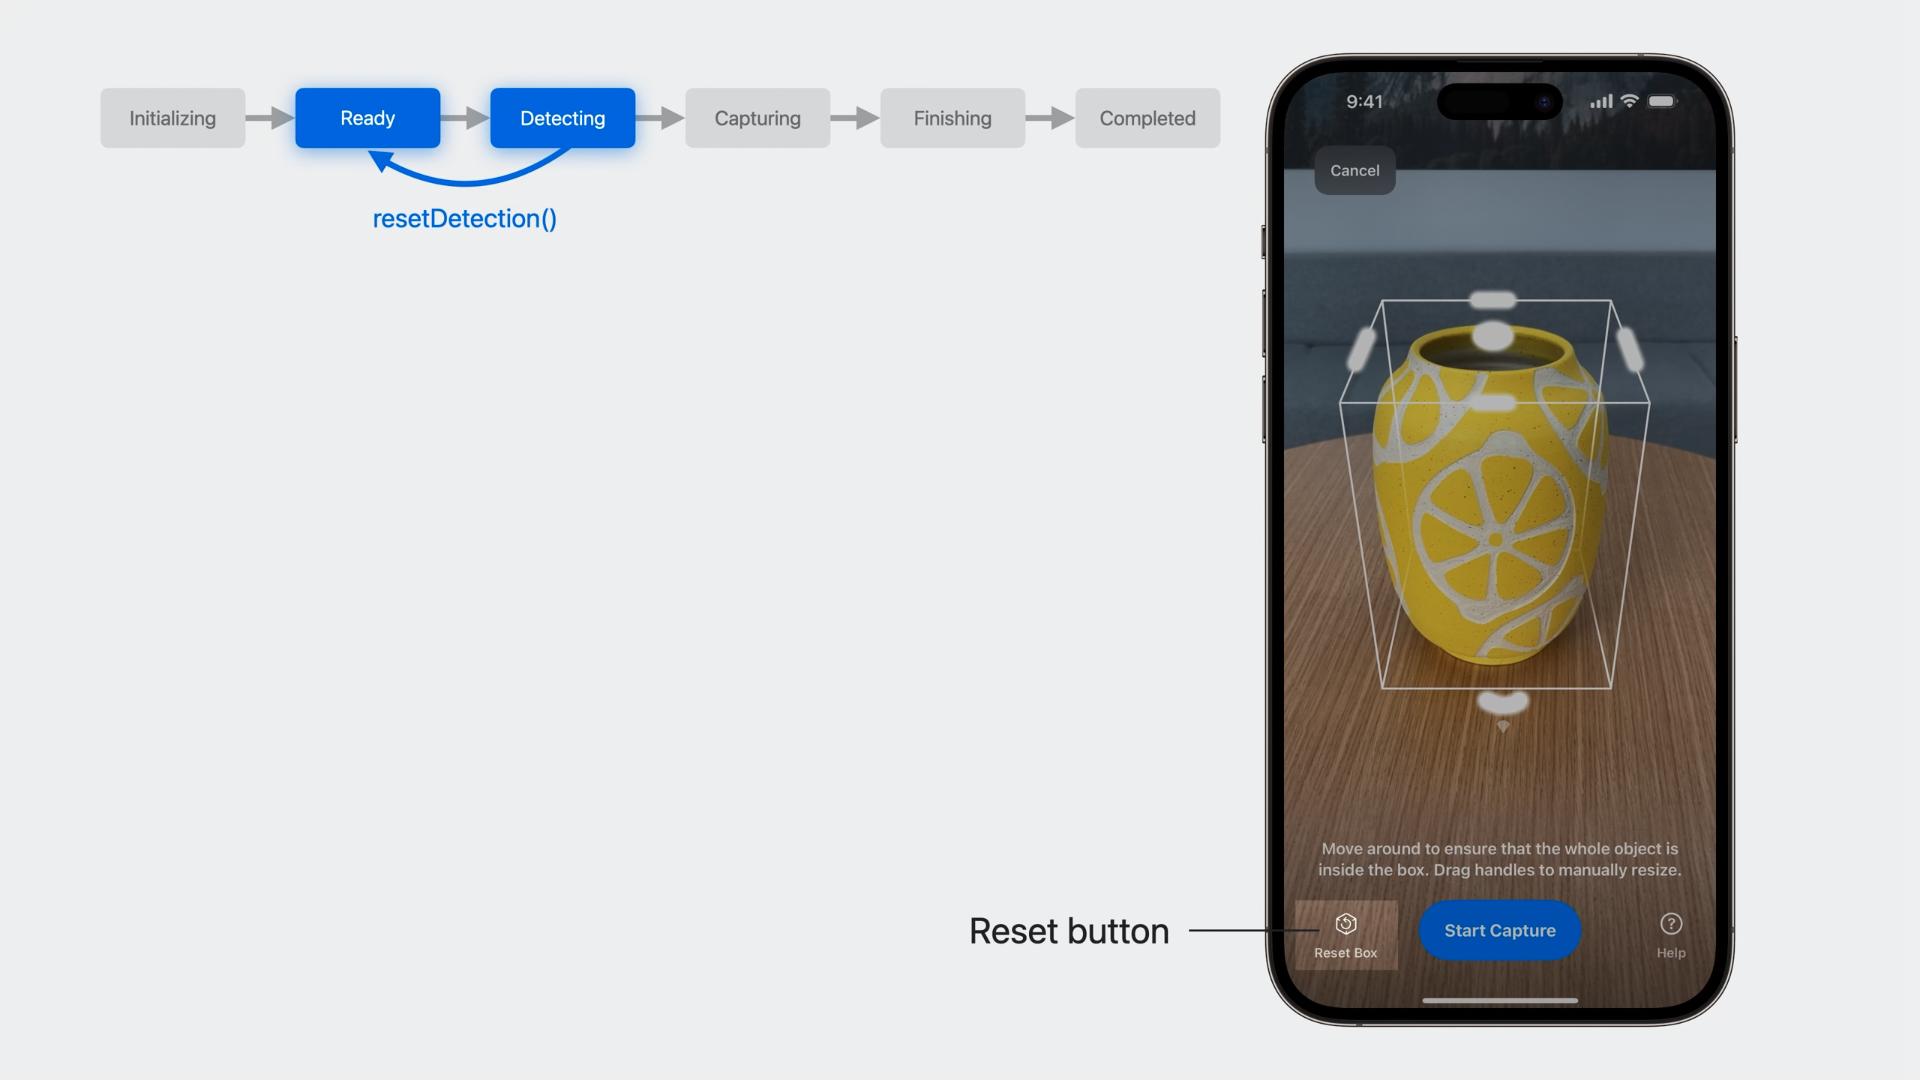 Initializing
Ready
Detecting
Capturing
Finishing
Completed
resetDetection()
9:41
Cancel
Move around to ensure that the whole object is
inside the box. Drag handles to manually resize.
Reset button
Reset Box
Start Capture
Help